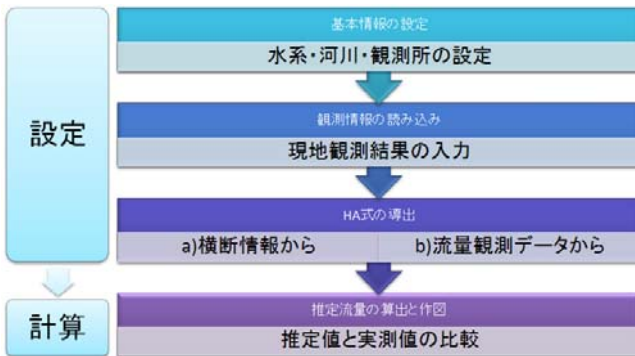 設定
基本情報の設定
水系・河川・観測所の設定
観測情報の読み込み
現地観測結果の入力
HA式の導出
a)横断情報から
b)流量観測データから
計算
推定流量の算出と作図
推定値と実測値の比較